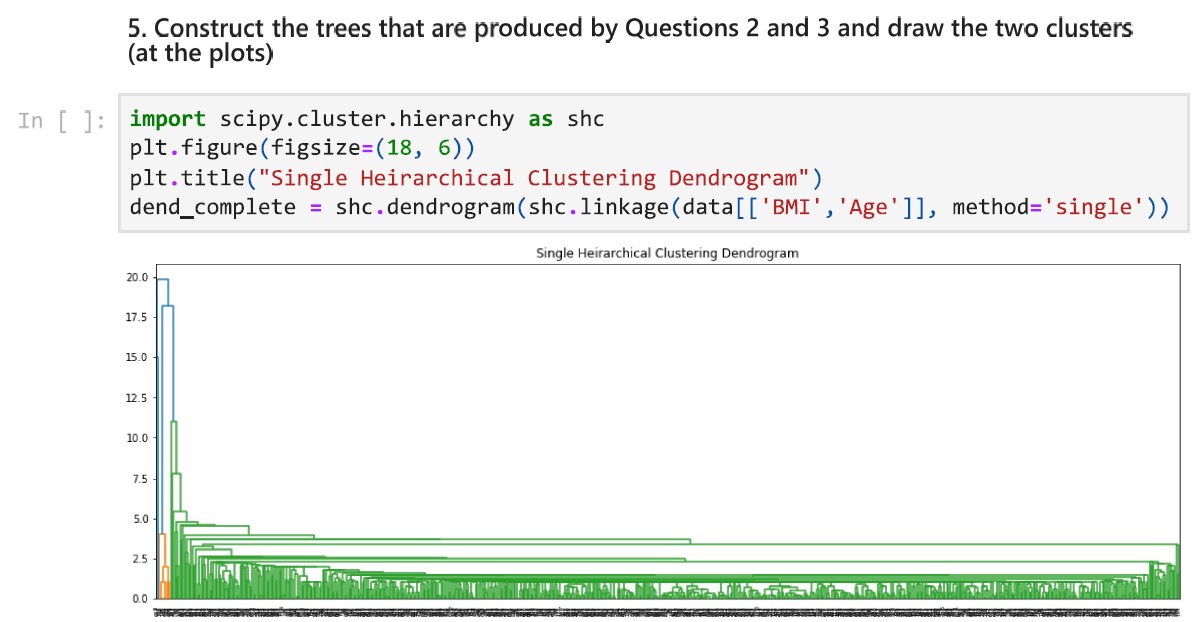 5. Construct the trees that are produced by Questions 2 and 3 and draw the two clusters
(at the plots)
In [ ]:
import scipy.cluster.hierarchy as shc
plt.figure(figsize=(18, 6))
plt.title("Single Heirarchical Clustering Dendrogram")
dend_complete = shc.dendrogram(shc.linkage(data[['BMI','Age']], method='single'))
Single Heirarchical Clustering Dendrogram
20.0
17.5
15.0
12.5
10.0
7.5
5.0
2.5
0.0